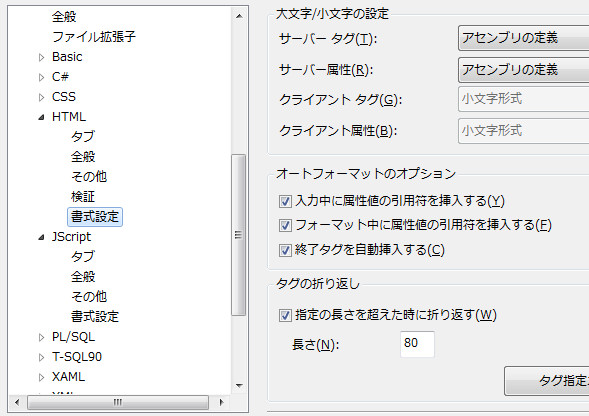 全般
ファイル拡張子
Basic
C#
CSS
HTML
タブ
全般
その他
検証
書式設定
JScript
タブ
全般
その他
書式設定
PL/SQL
T-SQL90
XAML
大文字/小文字の設定
サーバー タグ(T):
アセンブリの定義
サーバー属性(R):
アセンブリの定義
クライアント タグ(G):
小文字形式
クライアント属性(B):
小文字形式
オートフォーマットのオプション
入力中に属性値の引用符を挿入する(Y)
フォーマット中に属性値の引用符を挿入する(F)
終了タグを自動挿入する(C)
タグの折り返し
指定の長さを超えた時に折り返す(W)
長さ(N):
80
タグ指定